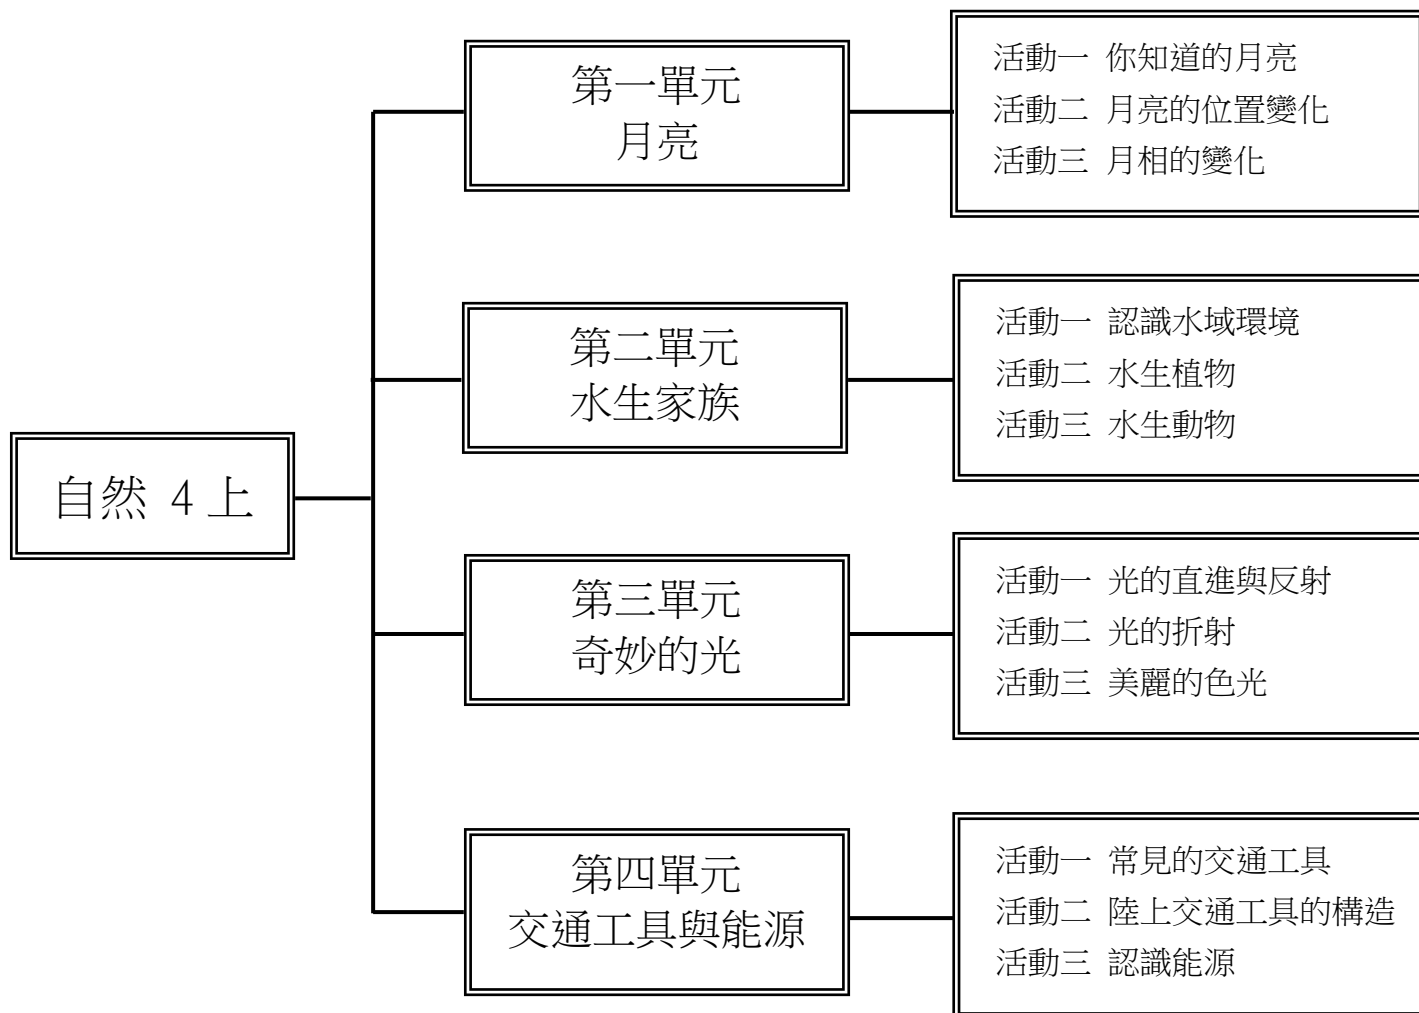 自然 4上
第一單元
月亮
活動一 你知道的月亮
活動二 月亮的位置變化
活動三 月相的變化
第二單元
水生家族
活動一 認識水域環境
活動二 水生植物
活動三 水生動物
第三單元
奇妙的光
活動一 光的直進與反射
活動二 光的折射
活動三 美麗的色光
第四單元
交通工具與能源
活動一 常見的交通工具
活動二 陸上交通工具的構造
活動三 認識能源